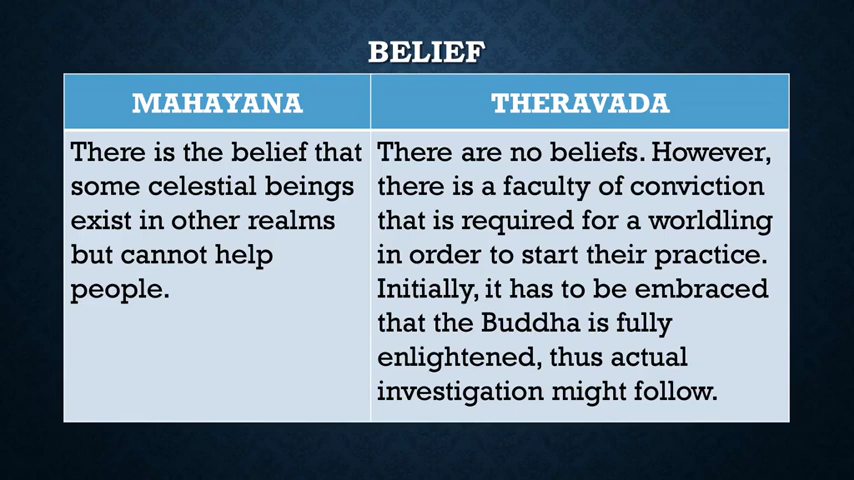 BELIEF
MAHAYANA
THERAVADA
There is the belief that
some celestial beings
exist in other realms
but cannot help
people.
There are no beliefs. However,
there is a faculty of conviction
that is required for a worldling
in order to start their practice.
Initially, it has to be embraced
that the Buddha is fully
enlightened, thus actual
investigation might follow.